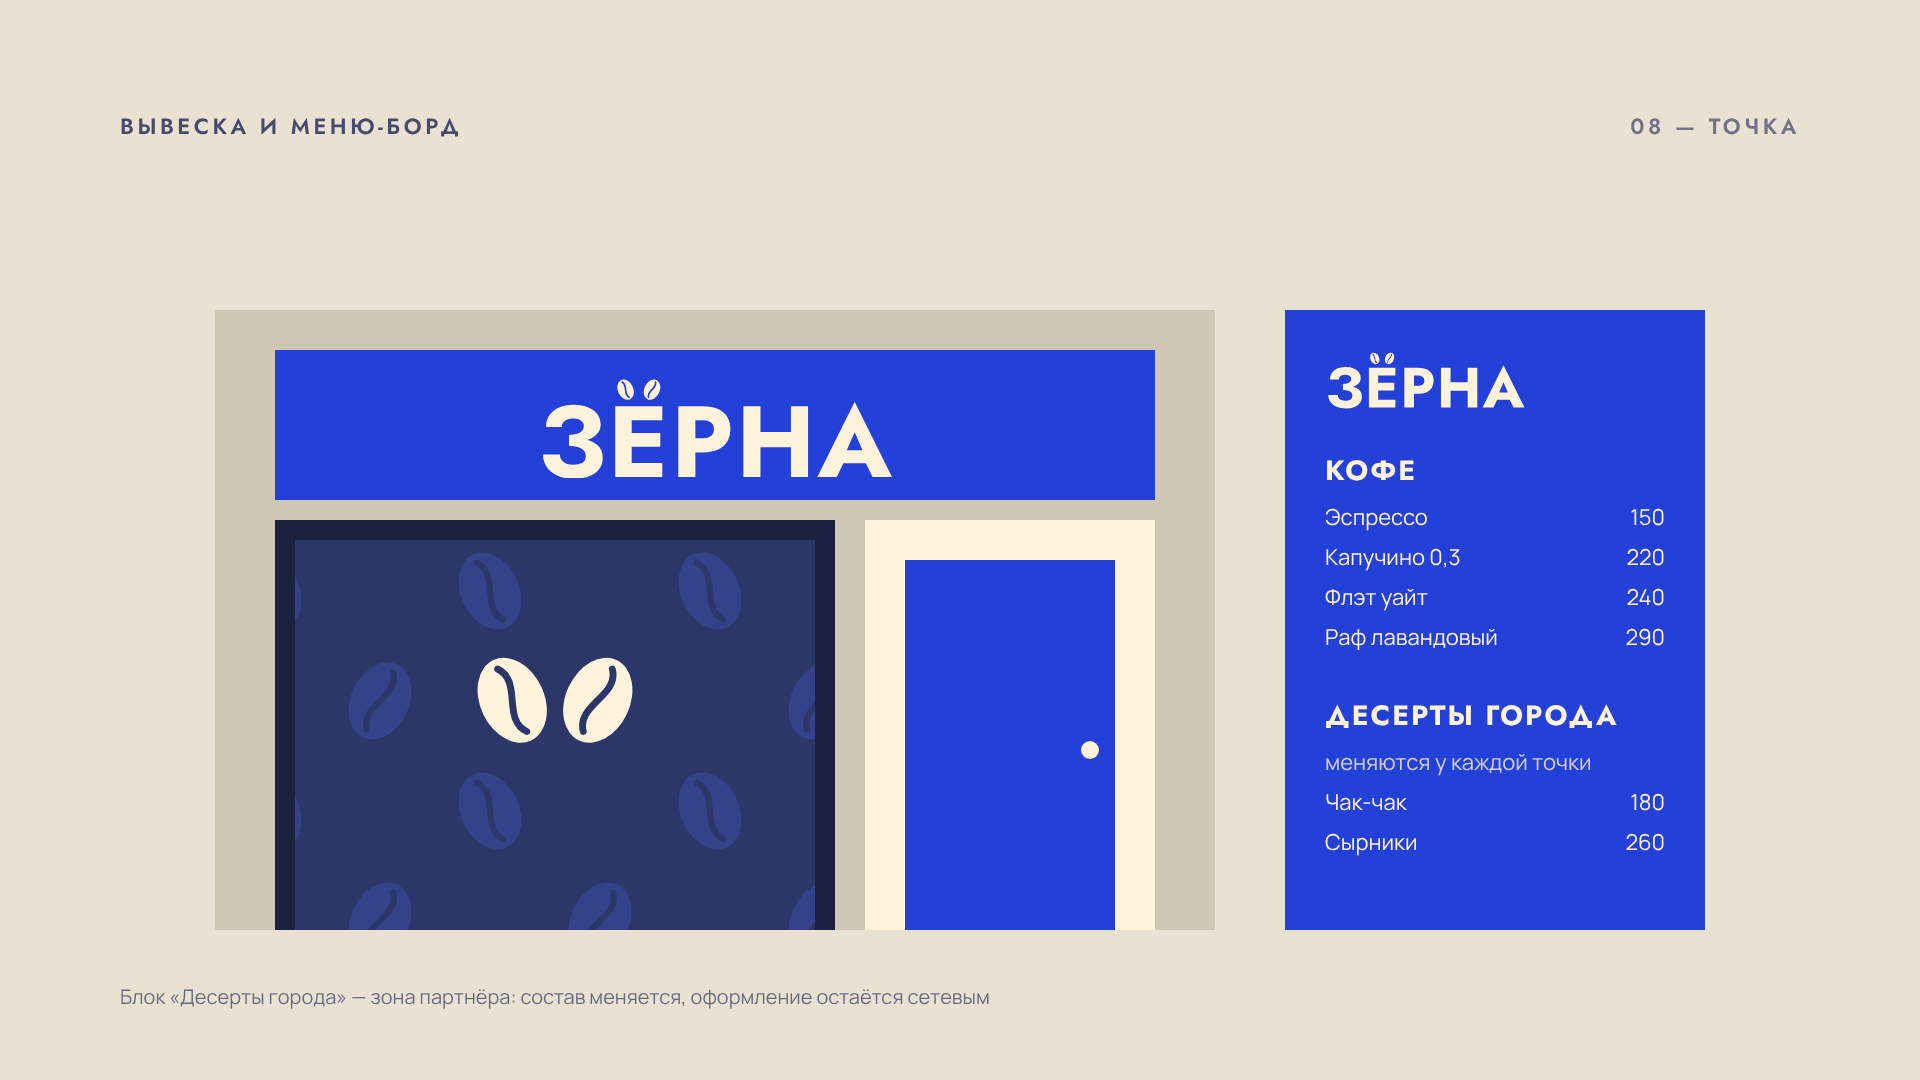 ВЫВЕСКА И МЕНЮ-БОРД
08 — ТОЧКА
ЗЁРНА
ЗЁРНА
КОФЕ
Эспрессо 150
Капучино 0,3 220
Флэт уайт 240
Раф лавандовый 290
ДЕСЕРТЫ ГОРОДА
меняются у каждой точки
Чак-чак 180
Сырники 260
Блок «Десерты города» — зона партнёра: состав меняется, оформление остаётся сетевым